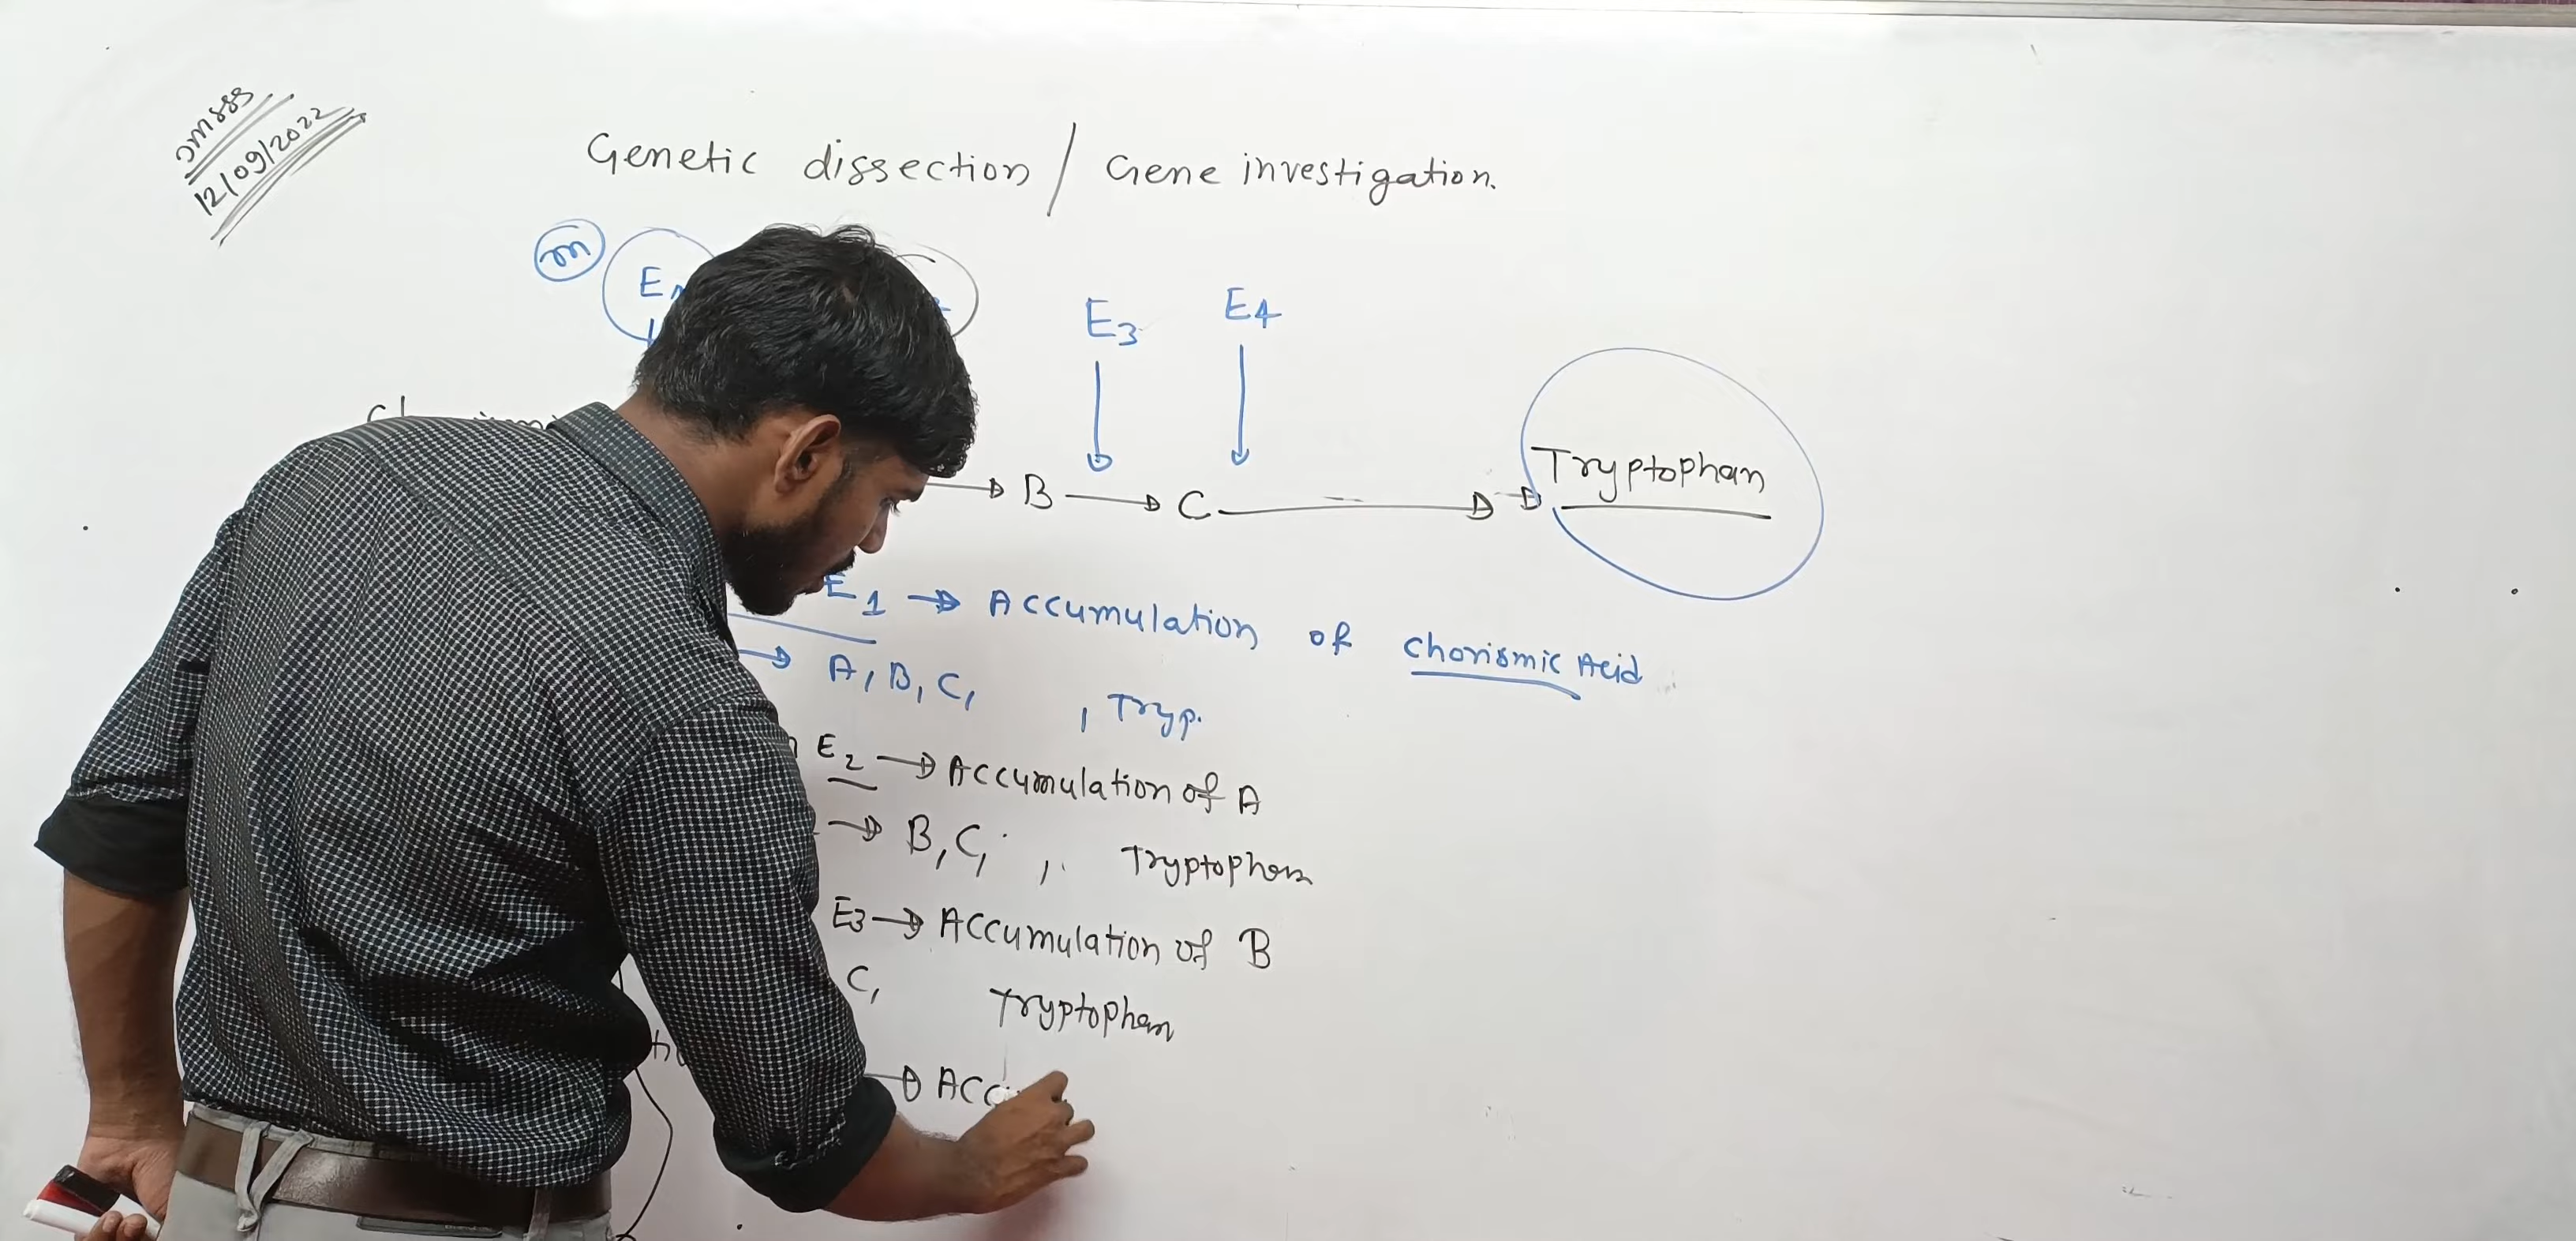 12/09/2022
Genetic dissection / Gene investigation.
E3
E4
B → C → → Tryptophan
E1 → Accumulation of Chorismic Acid
→ A, B, C, , Tryp.
E2 → Accumulation of A
→ B, C, , Tryptophan
E3 → Accumulation of B
C, Tryptophan
→ Acc